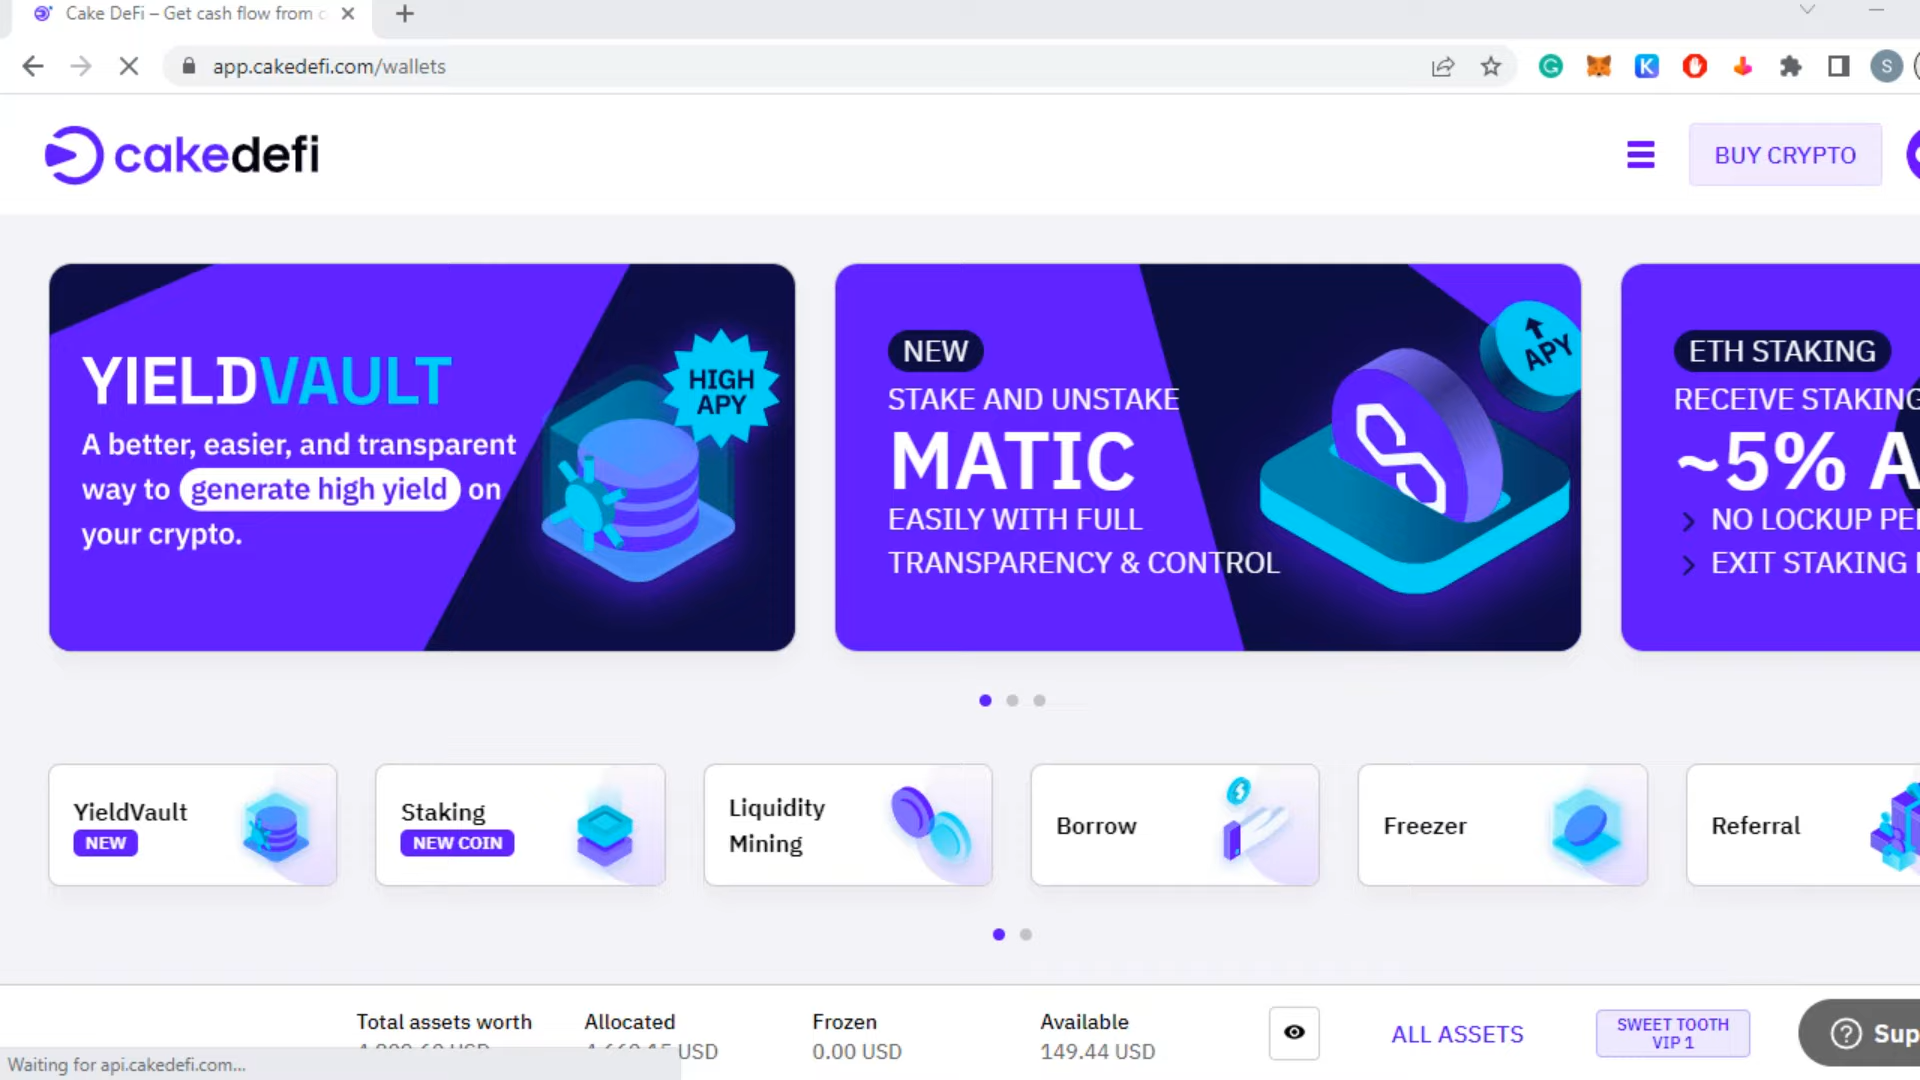 Cake DeFi – Get cash flow from c
app.cakedefi.com/wallets
S
cakedefi
BUY CRYPTO
YIELDVAULT
A better, easier, and transparent
way to generate high yield on
your crypto.
HIGH
APY
NEW
STAKE AND UNSTAKE
MATIC
EASILY WITH FULL
TRANSPARENCY & CONTROL
APY
ETH STAKING
RECEIVE STAKING
~5% A
NO LOCKUP PE
EXIT STAKING
YieldVault
NEW
Staking
NEW COIN
Liquidity
Mining
Borrow
Freezer
Referral
Total assets worth
Allocated
USD
Frozen
0.00 USD
Available
149.44 USD
ALL ASSETS
SWEET TOOTH
VIP 1
Sup
Waiting for api.cakedefi.com...